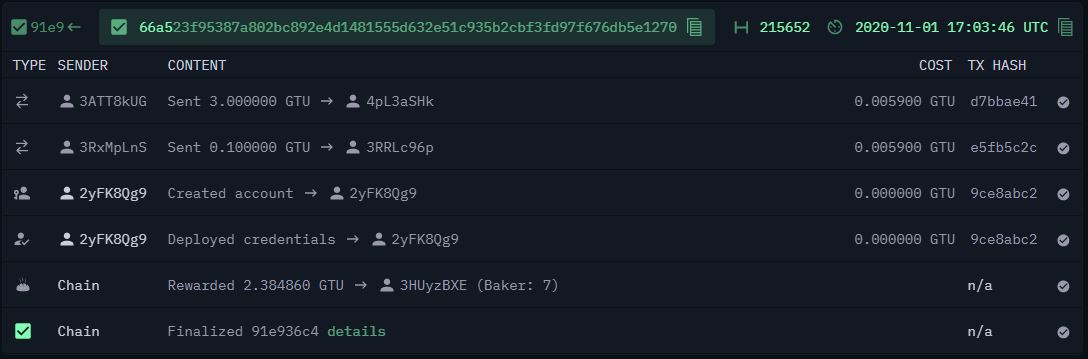 91e9← 66a523f95387a802bc892e4d1481555d632e51c935b2cbf3fd97f676db5e1270 215652 2020-11-01 17:03:46 UTC
TYPE SENDER CONTENT COST TX HASH
3ATT8kUG Sent 3.000000 GTU → 4pL3aSHk 0.005900 GTU d7bbae41
3RxMpLnS Sent 0.100000 GTU → 3RRLc96p 0.005900 GTU e5fb5c2c
2yFK8Qg9 Created account → 2yFK8Qg9 0.000000 GTU 9ce8abc2
2yFK8Qg9 Deployed credentials → 2yFK8Qg9 0.000000 GTU 9ce8abc2
Chain Rewarded 2.384860 GTU → 3HUyzBXE (Baker: 7) n/a
Chain Finalized 91e936c4 details n/a